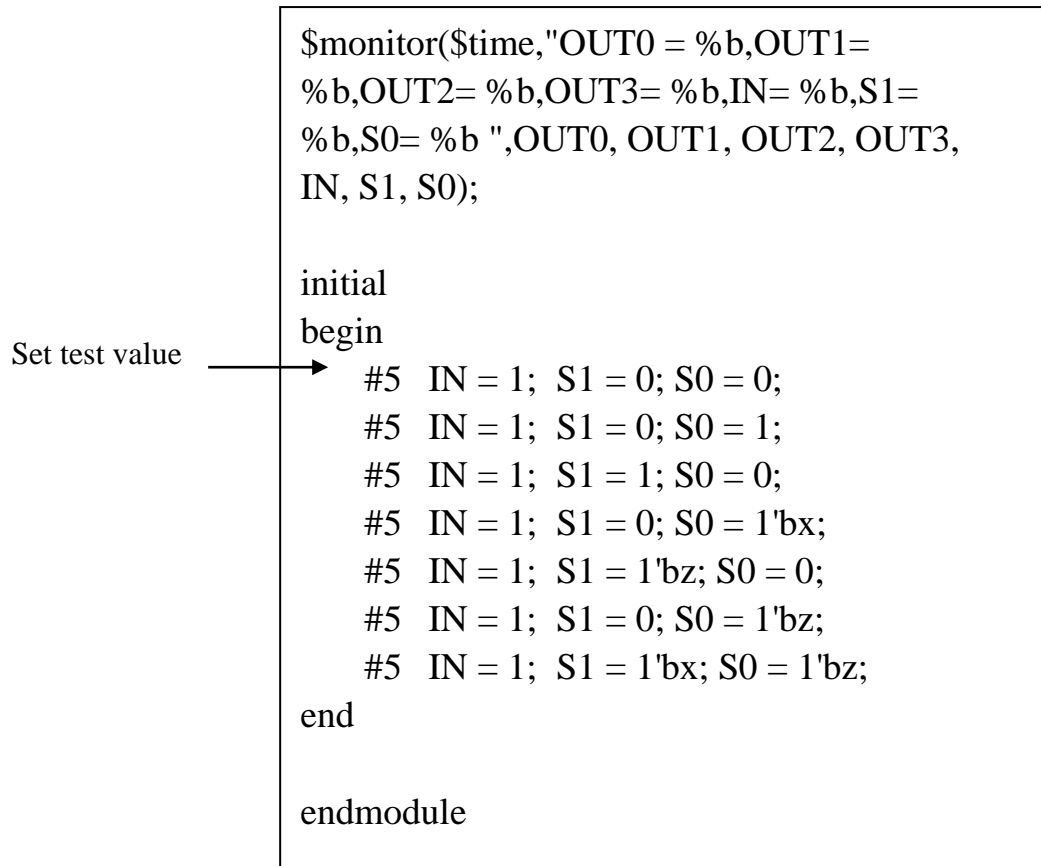 $monitor($time,"OUT0 = %b,OUT1=
%b,OUT2= %b,OUT3= %b,IN= %b,S1=
%b,S0= %b ",OUT0, OUT1, OUT2, OUT3,
IN, S1, S0);
initial
begin
Set test value
#5 IN = 1; S1 = 0; S0 = 0;
#5 IN = 1; S1 = 0; S0 = 1;
#5 IN = 1; S1 = 1; S0 = 0;
#5 IN = 1; S1 = 0; S0 = 1'bx;
#5 IN = 1; S1 = 1'bz; S0 = 0;
#5 IN = 1; S1 = 0; S0 = 1'bz;
#5 IN = 1; S1 = 1'bx; S0 = 1'bz;
end
endmodule